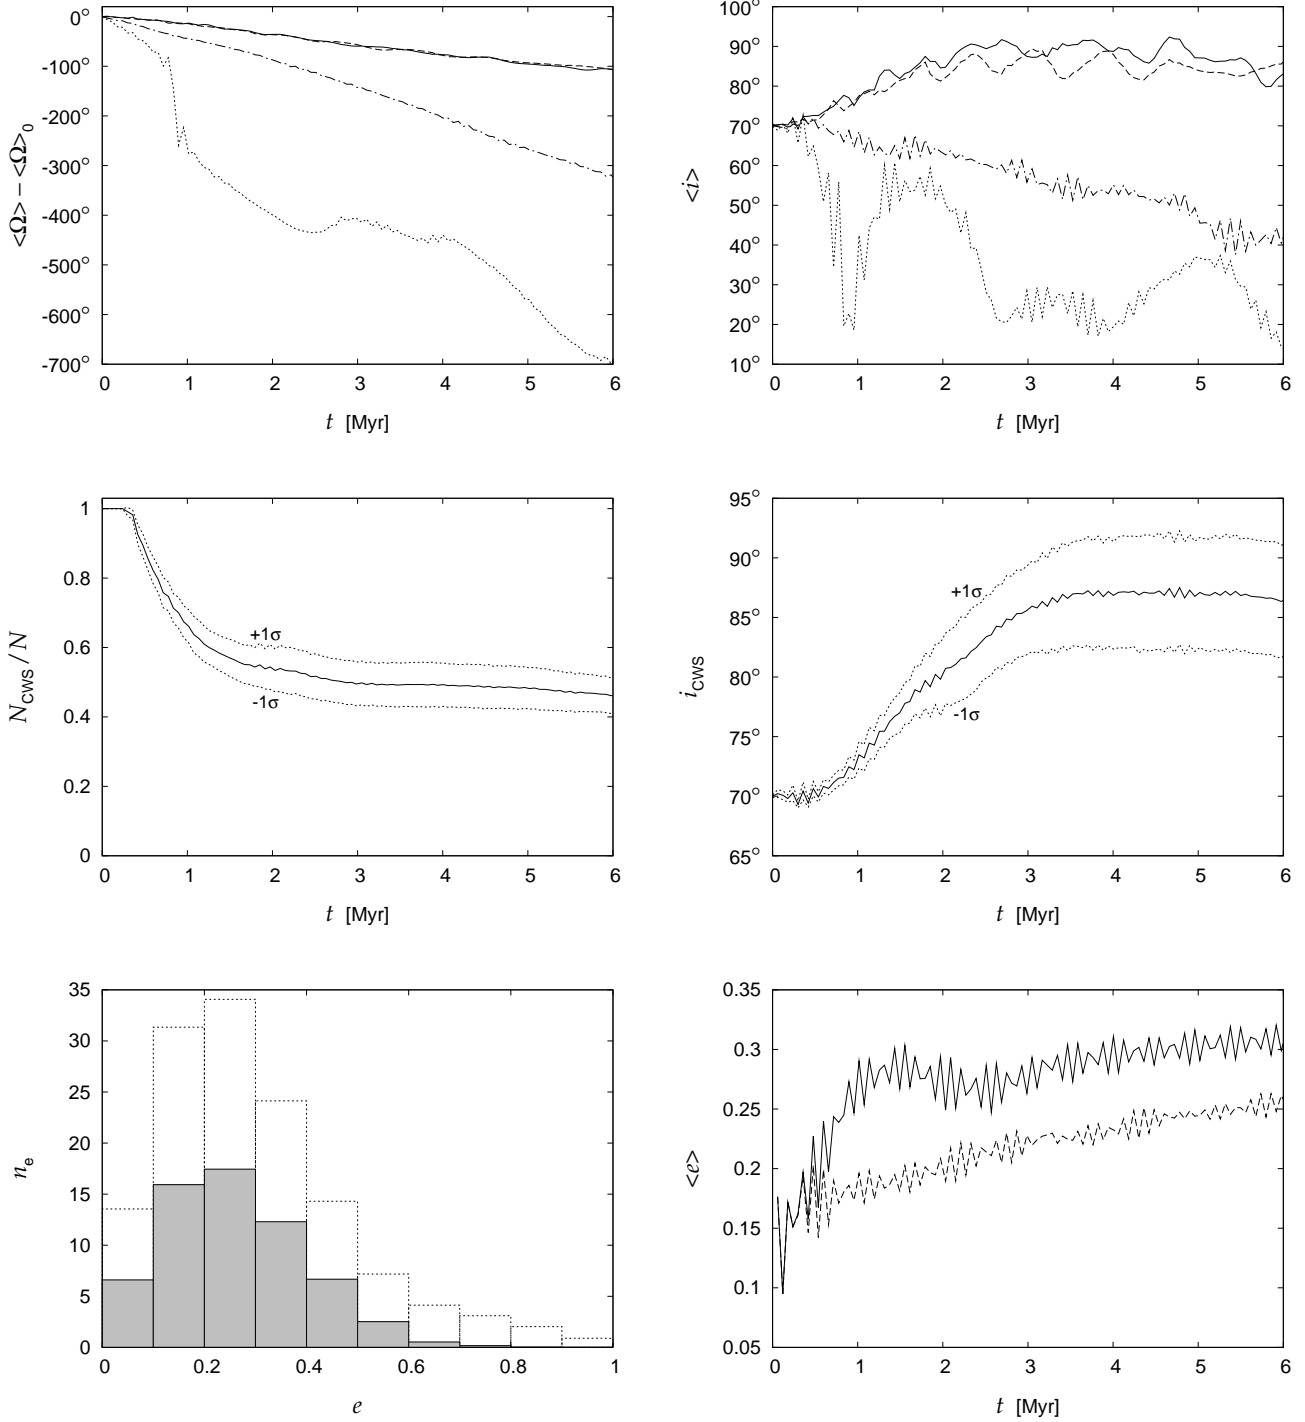 0°
-100°
-200°
-300°
-400°
-500°
-600°
-700°
<Ω> − <Ω>0
0 1 2 3 4 5 6
t [Myr]
100°
90°
80°
70°
60°
50°
40°
30°
20°
10°
<i>
0 1 2 3 4 5 6
t [Myr]
1
0.8
0.6
0.4
0.2
0
NCWS / N
+1σ
-1σ
0 1 2 3 4 5 6
t [Myr]
95°
90°
85°
80°
75°
70°
65°
iCWS
+1σ
-1σ
0 1 2 3 4 5 6
t [Myr]
35
30
25
20
15
10
5
0
ne
0 0.2 0.4 0.6 0.8 1
e
0.35
0.3
0.25
0.2
0.15
0.1
0.05
<e>
0 1 2 3 4 5 6
t [Myr]